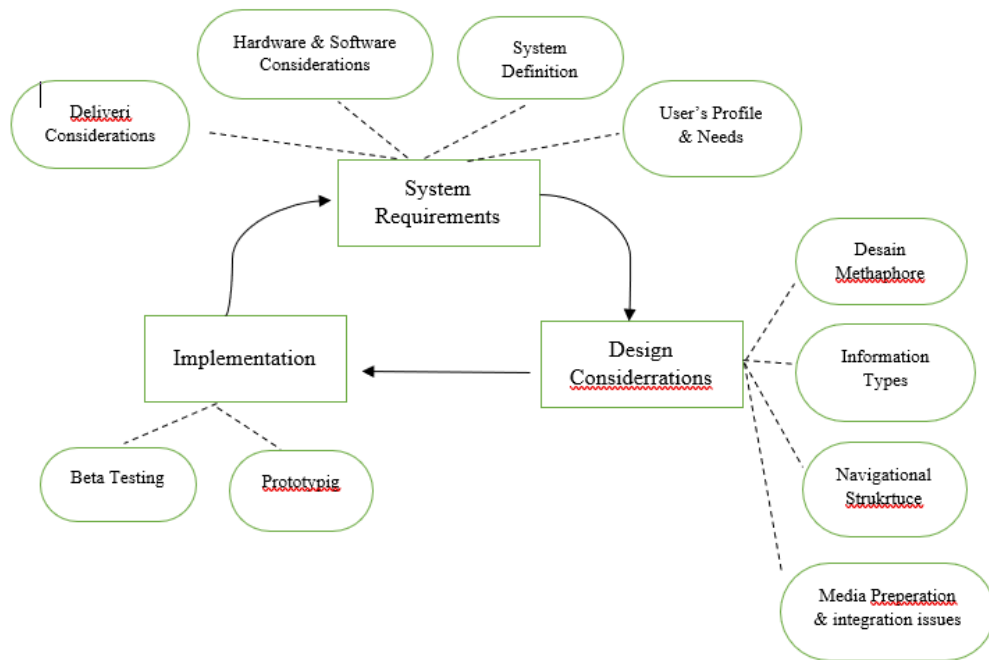 Hardware & Software
Considerations
System
Definition
Deliveri
Considerations
User's Profile
& Needs
System
Requirements
Desain
Methaphore
Implementation
Design
Considerrations
Information
Types
Beta Testing
Prototypig
Navigational
Strukrtuce
Media Preperation
& integration issues